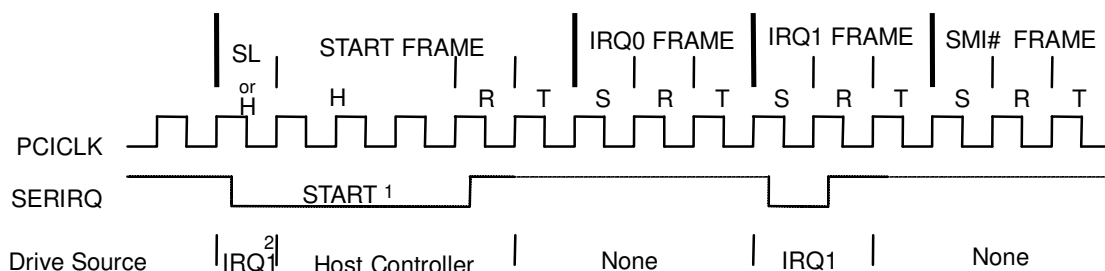 SL or H START FRAME IRQ0 FRAME IRQ1 FRAME SMI# FRAME
H R T S R T S R T S R T
PCICLK
SERIRQ START 1
Drive Source IRQ1 2 Host Controller None IRQ1 None